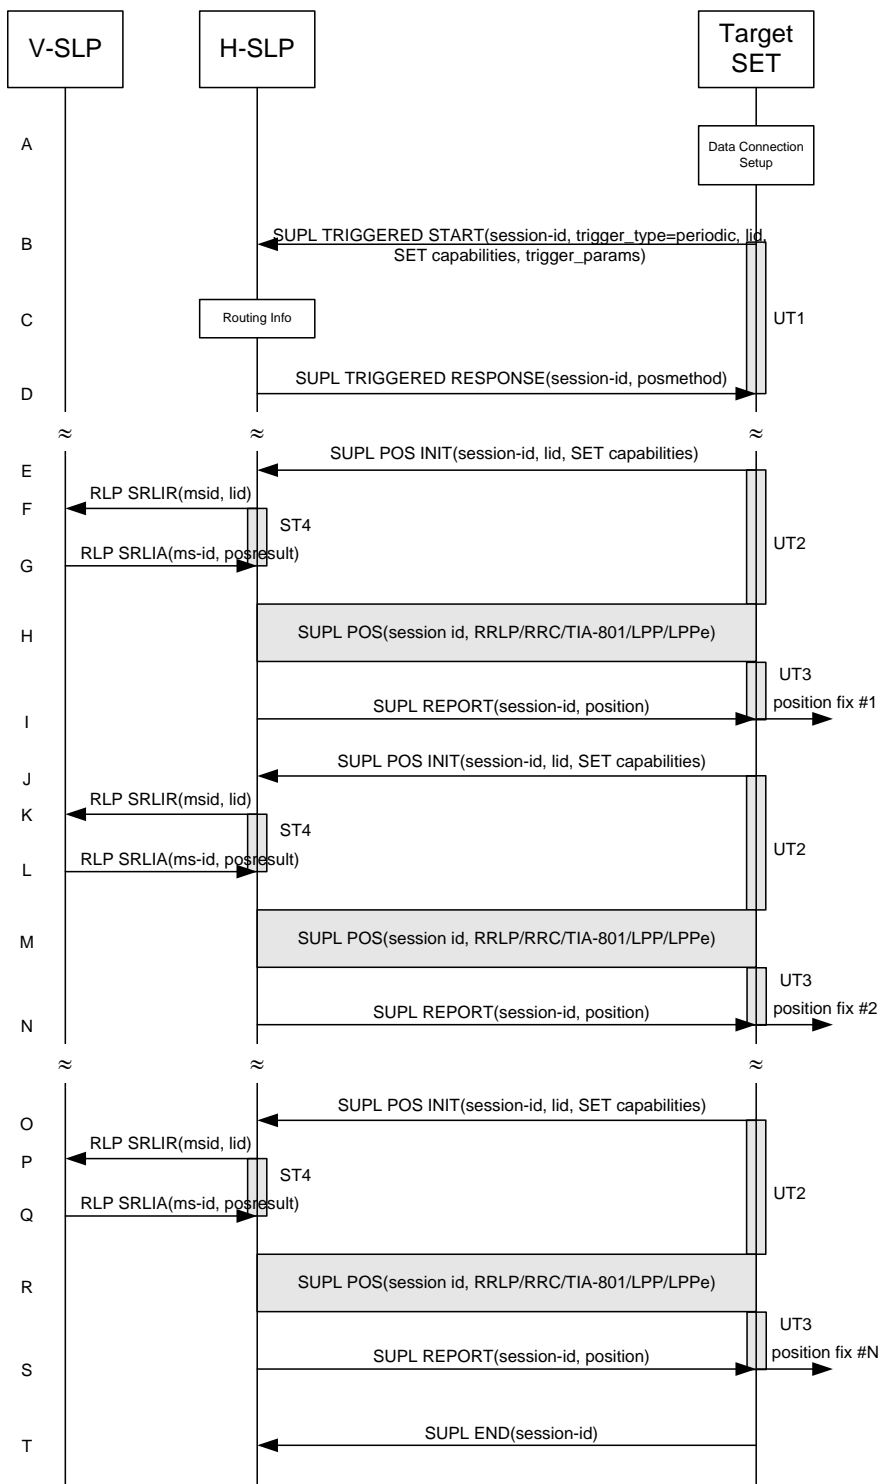 V-SLP
H-SLP
Target
SET
A
Data Connection
Setup
B
SUPL TRIGGERED START(session-id, trigger_type=periodic, lid,
SET capabilities, trigger_params)
C
Routing Info
UT1
D
SUPL TRIGGERED RESPONSE(session-id, posmethod)
≈
≈
≈
E
SUPL POS INIT(session-id, lid, SET capabilities)
F
RLP SRLIR(msid, lid)
ST4
UT2
G
RLP SRLIA(ms-id, posresult)
H
SUPL POS(session id, RRLP/RRC/TIA-801/LPP/LPPe)
UT3
I
SUPL REPORT(session-id, position)
position fix #1
J
SUPL POS INIT(session-id, lid, SET capabilities)
K
RLP SRLIR(msid, lid)
ST4
UT2
L
RLP SRLIA(ms-id, posresult)
M
SUPL POS(session id, RRLP/RRC/TIA-801/LPP/LPPe)
UT3
N
SUPL REPORT(session-id, position)
position fix #2
≈
≈
≈
O
SUPL POS INIT(session-id, lid, SET capabilities)
P
RLP SRLIR(msid, lid)
ST4
UT2
Q
RLP SRLIA(ms-id, posresult)
R
SUPL POS(session id, RRLP/RRC/TIA-801/LPP/LPPe)
UT3
S
SUPL REPORT(session-id, position)
position fix #N
T
SUPL END(session-id)